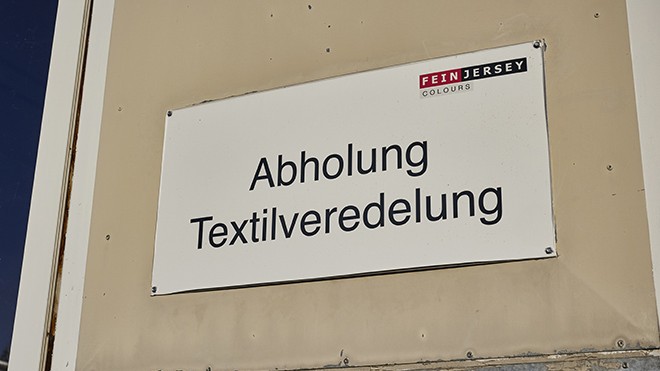 FEIN JERSEY
COLOURS
Abholung
Textilveredelung